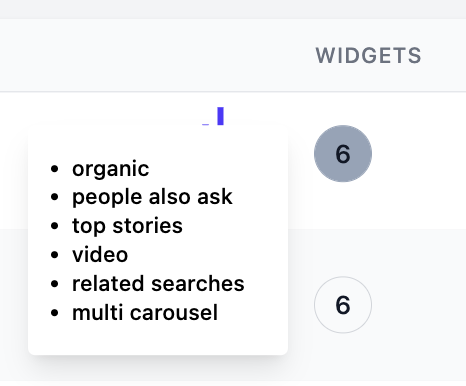 WIDGETS
6
• organic
• people also ask
• top stories
• video
• related searches
• multi carousel
6